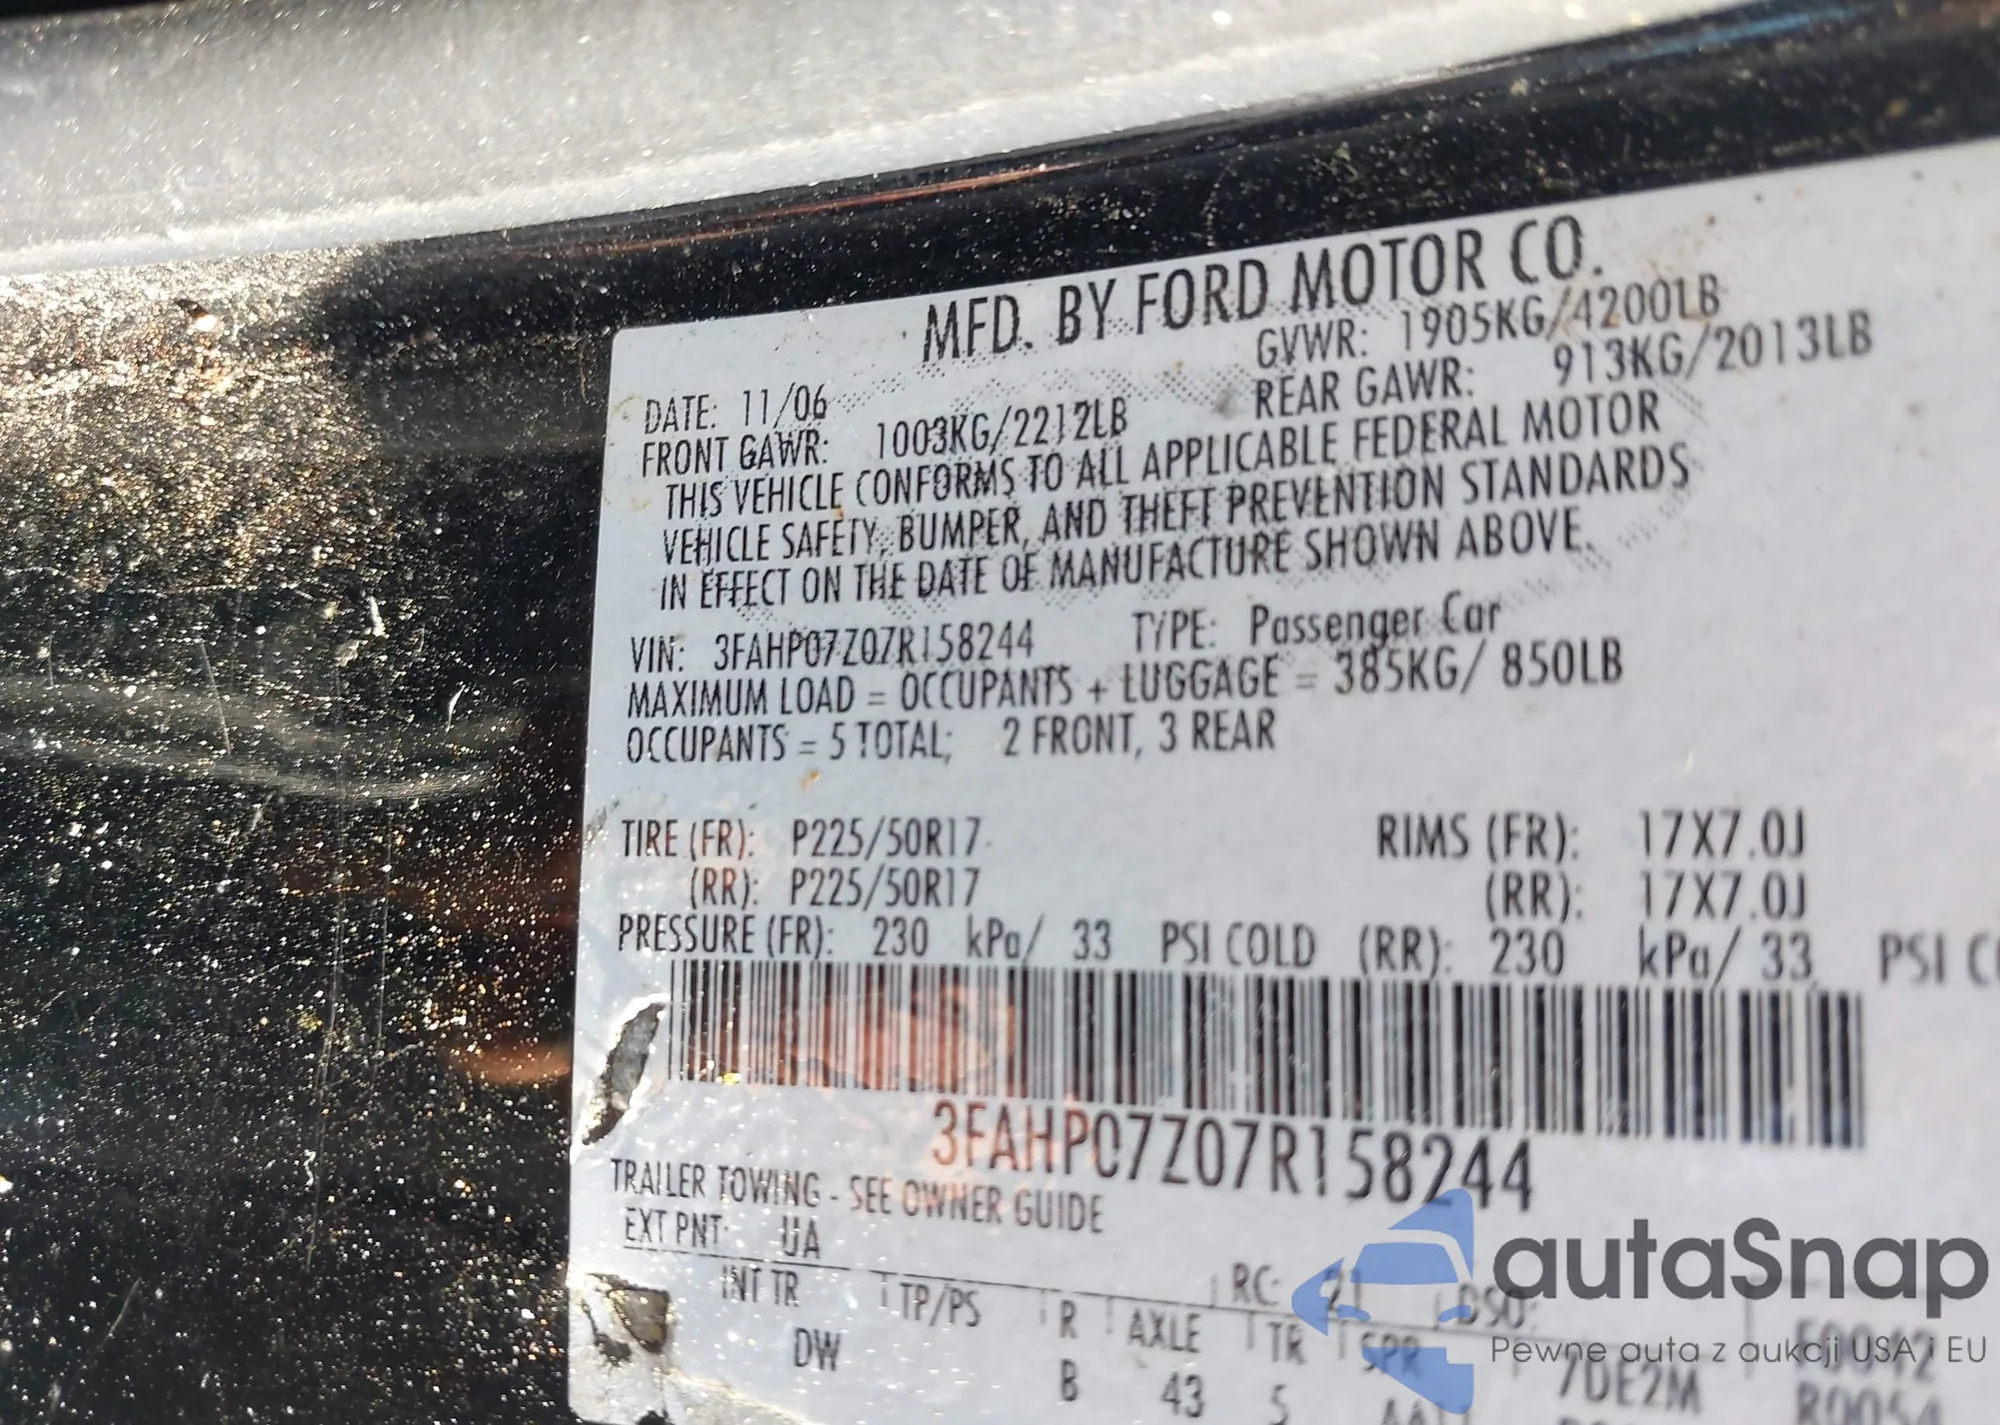 MFD. BY FORD MOTOR CO.
DATE: 11/06
GVWR: 1905KG/4200LB
FRONT GAWR: 1003KG/2212LB
REAR GAWR: 913KG/2013LB
THIS VEHICLE CONFORMS TO ALL APPLICABLE FEDERAL MOTOR
VEHICLE SAFETY, BUMPER, AND THEFT PREVENTION STANDARDS
IN EFFECT ON THE DATE OF MANUFACTURE SHOWN ABOVE.
VIN: 3FAHP07Z07R158244 TYPE: Passenger Car
MAXIMUM LOAD = OCCUPANTS + LUGGAGE = 385KG/ 850LB
OCCUPANTS = 5 TOTAL; 2 FRONT, 3 REAR
TIRE (FR): P225/50R17 RIMS (FR): 17X7.0J
(RR): P225/50R17 (RR): 17X7.0J
PRESSURE (FR): 230 kPa/ 33 PSI COLD (RR): 230 kPa/ 33 PSI
3FAHP07Z07R158244
TRAILER TOWING - SEE OWNER GUIDE
EXT PNT: UA RC: 21 DSO:
INT TR TP/PS R AXLE TR SPR
DW B 43 5 7DE2M
autaSnap
Pewne auta z aukcji USA i EU